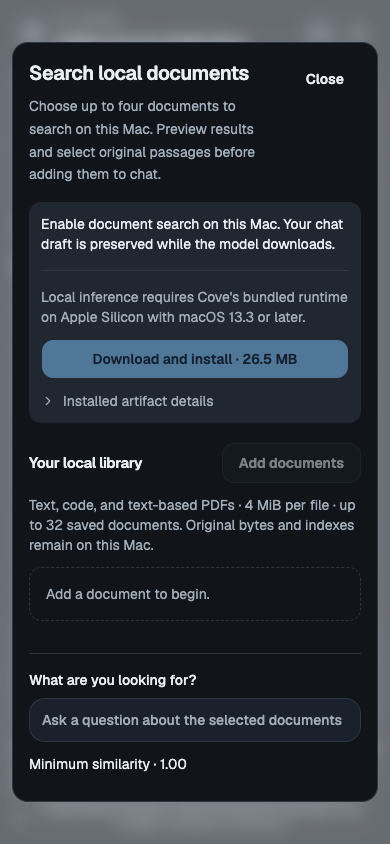 Search local documents
Close
Choose up to four documents to
search on this Mac. Preview results
and select original passages before
adding them to chat.
Enable document search on this Mac. Your chat
draft is preserved while the model downloads.
Local inference requires Cove's bundled runtime
on Apple Silicon with macOS 13.3 or later.
Download and install · 26.5 MB
Installed artifact details
Your local library
Add documents
Text, code, and text-based PDFs · 4 MiB per file · up
to 32 saved documents. Original bytes and indexes
remain on this Mac.
Add a document to begin.
What are you looking for?
Ask a question about the selected documents
Minimum similarity · 1.00